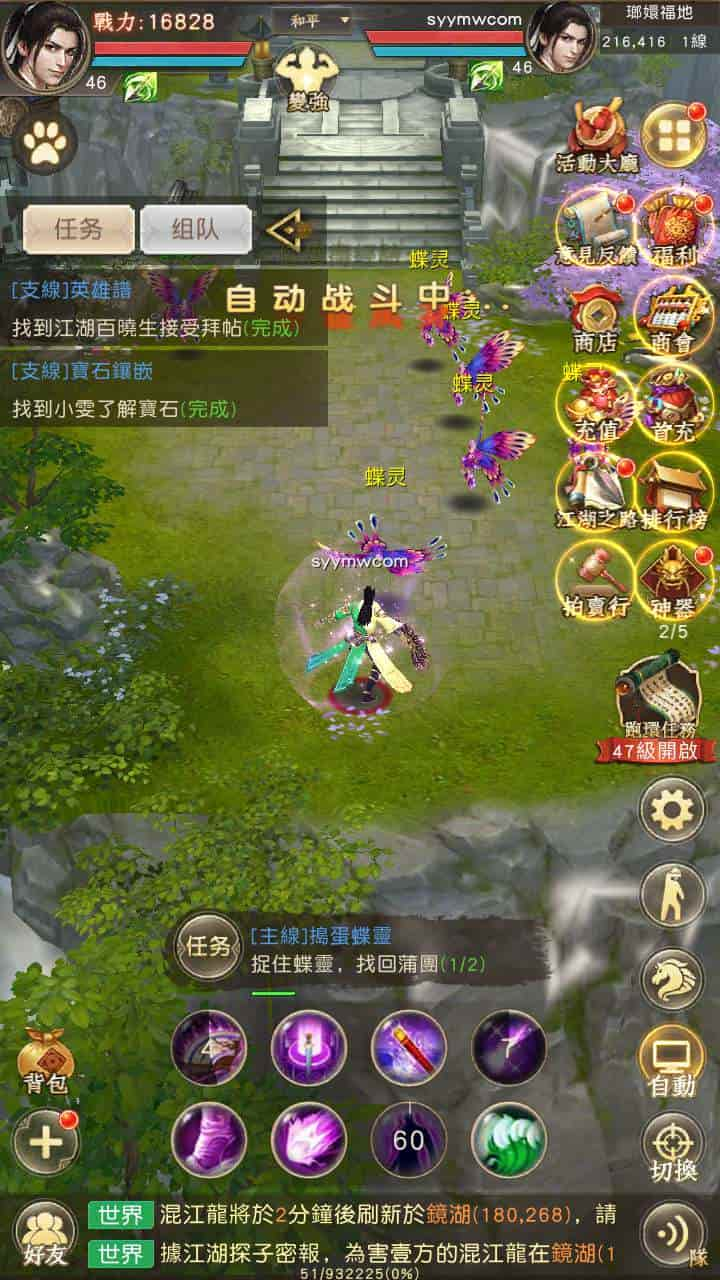 戰力:16828
和平
syymwcom
瑯嬛福地
216,416 1線
46
46
變強
活動大廳
任务
组队
意見反饋
福利
[支線]英雄譜
找到江湖百曉生接受拜帖(完成)
自动战斗中...
蝶灵
蝶灵
蝶灵
蝶
商店
商會
[支線]寶石鑲嵌
找到小雯了解寶石(完成)
充值
首充
蝶灵
江湖之路
排行榜
syymwcom
拍賣行
神器
2/5
跑環任務
47級開啟
任务
[主線]搗蛋蝶靈
捉住蝶靈，找回蒲團(1/2)
4
7
背包
自動
60
切換
好友
世界 混江龍將於2分鐘後刷新於鏡湖(180,268)，請
世界 據江湖探子密報，為害壹方的混江龍在鏡湖(1
隊
51/932225(0%)